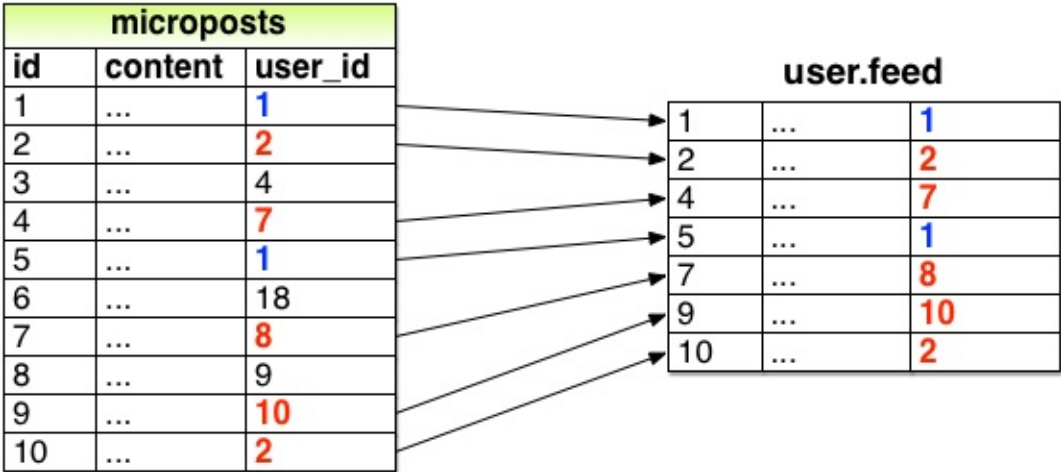 microposts
id content user_id
1 ... 1
2 ... 2
3 ... 4
4 ... 7
5 ... 1
6 ... 18
7 ... 8
8 ... 9
9 ... 10
10 ... 2
user.feed
1 ... 1
2 ... 2
4 ... 7
5 ... 1
7 ... 8
9 ... 10
10 ... 2